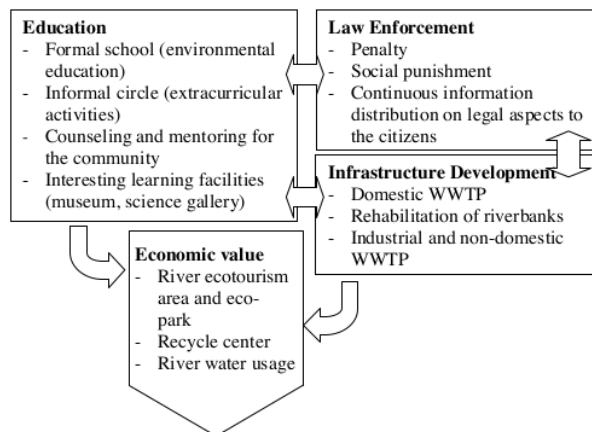 Education
- Formal school (environmental
education)
- Informal circle (extracurricular
activities)
- Counseling and mentoring for
the community
- Interesting learning facilities
(museum, science gallery)
Law Enforcement
- Penalty
- Social punishment
- Continuous information
distribution on legal aspects to
the citizens
Infrastructure Development
- Domestic WWTP
- Rehabilitation of riverbanks
- Industrial and non-domestic
WWTP
Economic value
- River ecotourism
area and eco-
park
- Recycle center
- River water usage